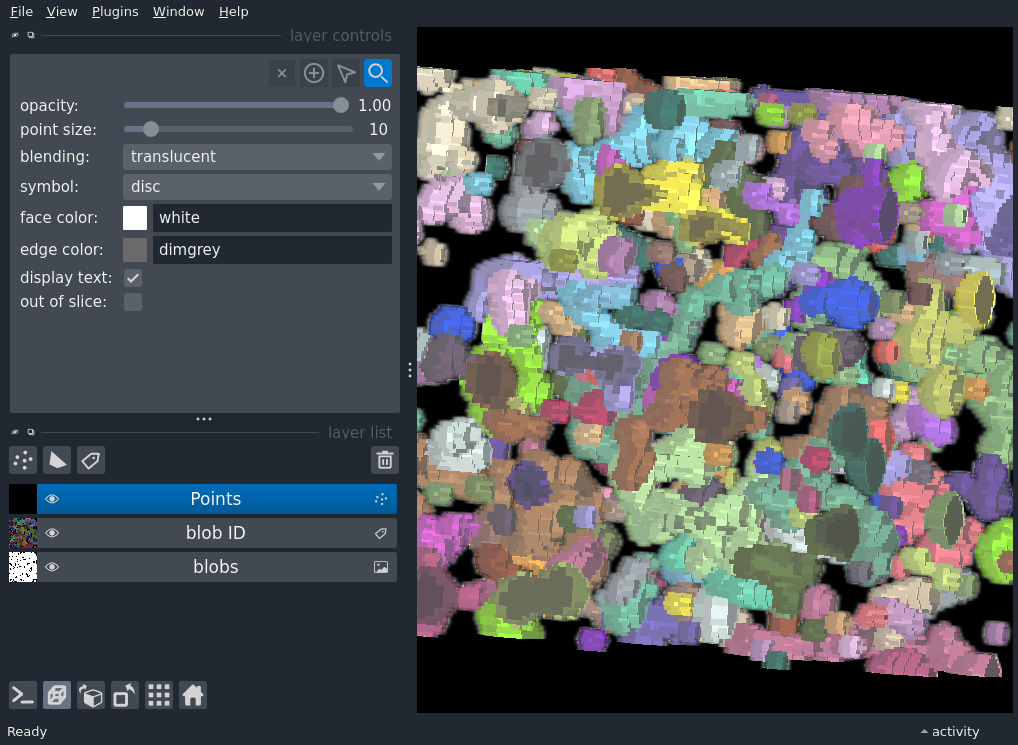 File View Plugins Window Help
layer controls
opacity: 1.00
point size: 10
blending: translucent
symbol: disc
face color: white
edge color: dimgrey
display text:
out of slice:
layer list
Points
blob ID
blobs
Ready activity